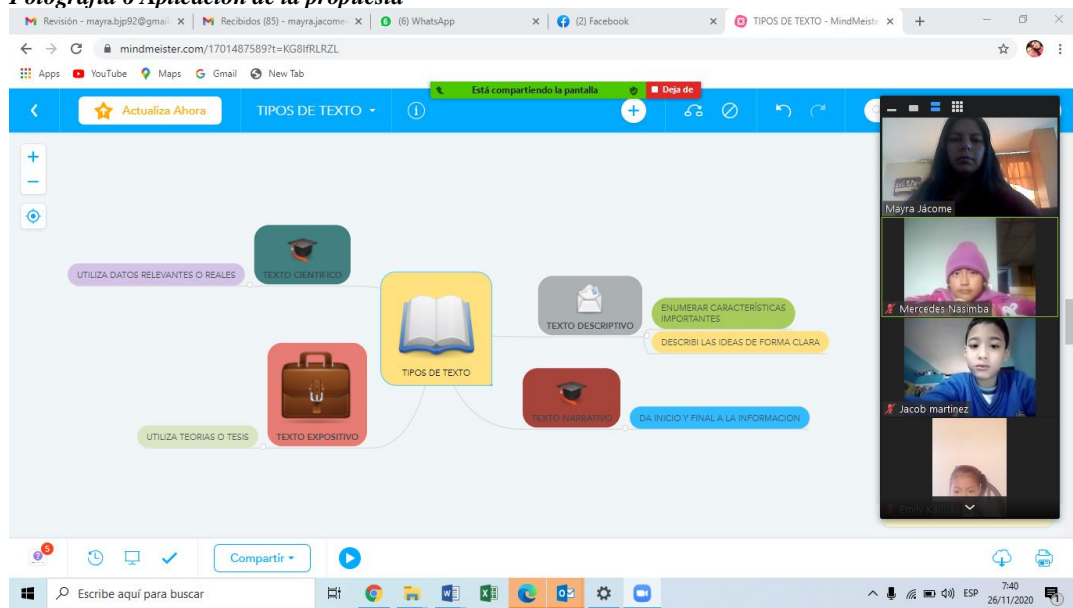 Fotografía 6 Aplicación de la propuesta
Revisión - mayra.bjp92@gmail
Recibidos (85) - mayra.jacome
(6) WhatsApp
(2) Facebook
TIPOS DE TEXTO - MindMeiste
mindmeister.com/1701487589?t=KG8IfRLRZL
Apps YouTube Maps Gmail New Tab
Está compartiendo la pantalla
Deja de
Actualiza Ahora
TIPOS DE TEXTO
Mayra Jácome
UTILIZA DATOS RELEVANTES O REALES
TEXTO CIENTIFICO
TEXTO DESCRIPTIVO
ENUMERAR CARACTERÍSTICAS
IMPORTANTES
DESCRIBI LAS IDEAS DE FORMA CLARA
Mercedes Nasimba
TIPOS DE TEXTO
TEXTO NARRATIVO
DA INICIO Y FINAL A LA INFORMACION
Jacob martinez
UTILIZA TEORIAS O TESIS
TEXTO EXPOSITIVO
Emily
5
Compartir
Escribe aquí para buscar
ESP
7:40
26/11/2020
1